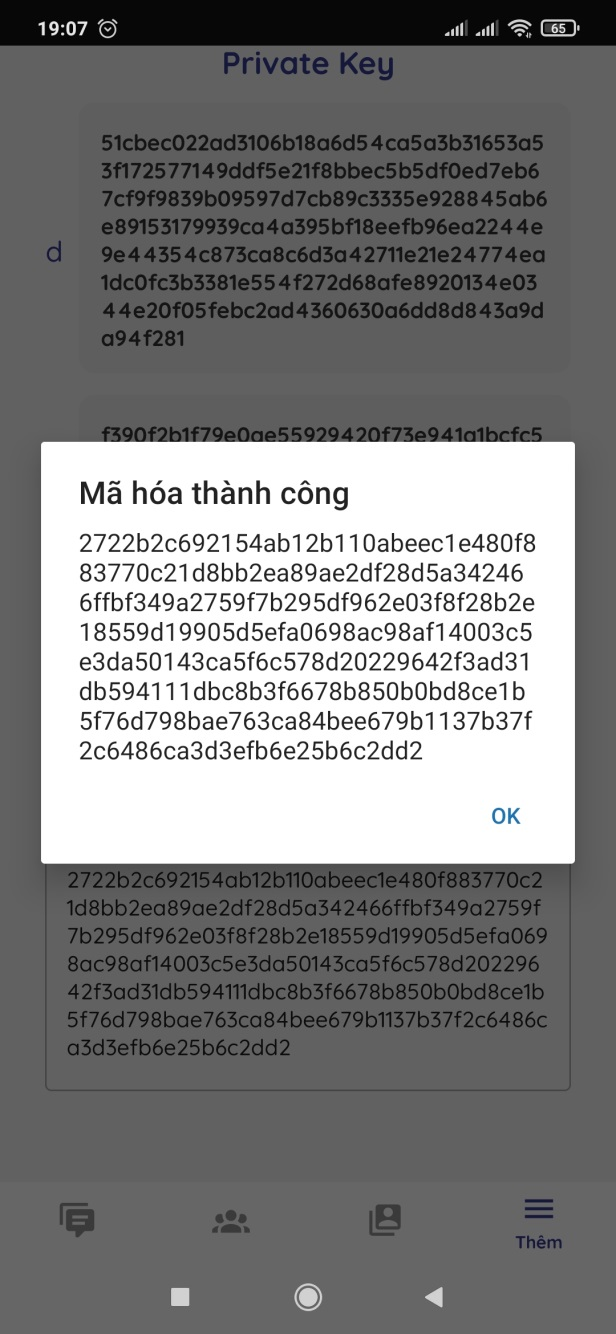 19:07
65
Private Key
51cbec022ad3106b18a6d54ca5a3b31653a5
3f172577149ddf5e21f8bbec5b5df0ed7eb6
7cf9f9839b09597d7cb89c3335e928845ab6
e89153179939ca4a395bf18eefb96ea2244e
9e44354c873ca8c6d3a42711e21e24774ea
1dc0fc3b3381e554f272d68afe8920134e03
44e20f05febc2ad4360630a6dd8d843a9d
a94f281
d
f390f2b1f79e0ae55929420f73e941a1bcfc5
Mã hóa thành công
2722b2c692154ab12b110abeec1e480f8
83770c21d8bb2ea89ae2df28d5a34246
6ffbf349a2759f7b295df962e03f8f28b2e
18559d19905d5efa0698ac98af14003c5
e3da50143ca5f6c578d20229642f3ad31
db594111dbc8b3f6678b850b0bd8ce1b
5f76d798bae763ca84bee679b1137b37f
2c6486ca3d3efb6e25b6c2dd2
OK
2722b2c692154ab12b110abeec1e480f883770c2
1d8bb2ea89ae2df28d5a342466ffbf349a2759f
7b295df962e03f8f28b2e18559d19905d5efa069
8ac98af14003c5e3da50143ca5f6c578d202296
42f3ad31db594111dbc8b3f6678b850b0bd8ce1b
5f76d798bae763ca84bee679b1137b37f2c6486c
a3d3efb6e25b6c2dd2
Thêm